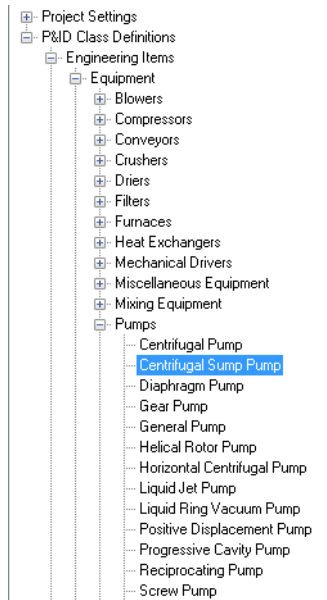 Project Settings
P&ID Class Definitions
Engineering Items
Equipment
Blowers
Compressors
Conveyors
Crushers
Driers
Filters
Furnaces
Heat Exchangers
Mechanical Drivers
Miscellaneous Equipment
Mixing Equipment
Pumps
Centrifugal Pump
Centrifugal Sump Pump
Diaphragm Pump
Gear Pump
General Pump
Helical Rotor Pump
Horizontal Centrifugal Pump
Liquid Jet Pump
Liquid Ring Vacuum Pump
Positive Displacement Pump
Progressive Cavity Pump
Reciprocating Pump
Screw Pump